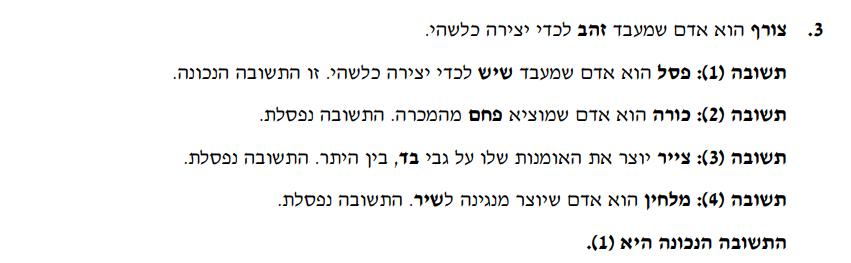 3. צורף הוא אדם שמעבד זהב לכדי יצירה כלשהי.
תשובה (1): פסל הוא אדם שמעבד שיש לכדי יצירה כלשהי. זו התשובה הנכונה.
תשובה (2): כורה הוא אדם שמוציא פחם מהמכרה. התשובה נפסלת.
תשובה (3): צייר יוצר את האומנות שלו על גבי בד, בין היתר. התשובה נפסלת.
תשובה (4): מלחין הוא אדם שיוצר מנגינה לשיר. התשובה נפסלת.
התשובה הנכונה היא (1).